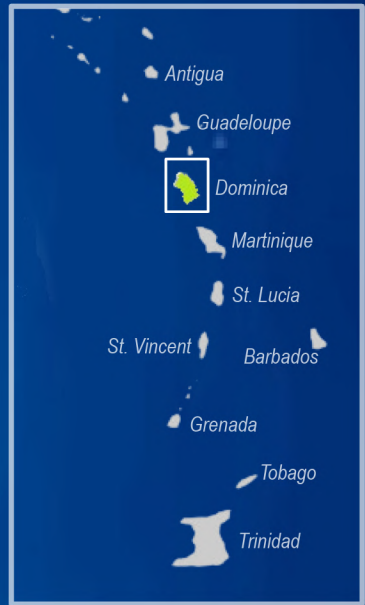 Antigua
Guadeloupe
Dominica
Martinique
St. Lucia
St. Vincent
Barbados
Grenada
Tobago
Trinidad